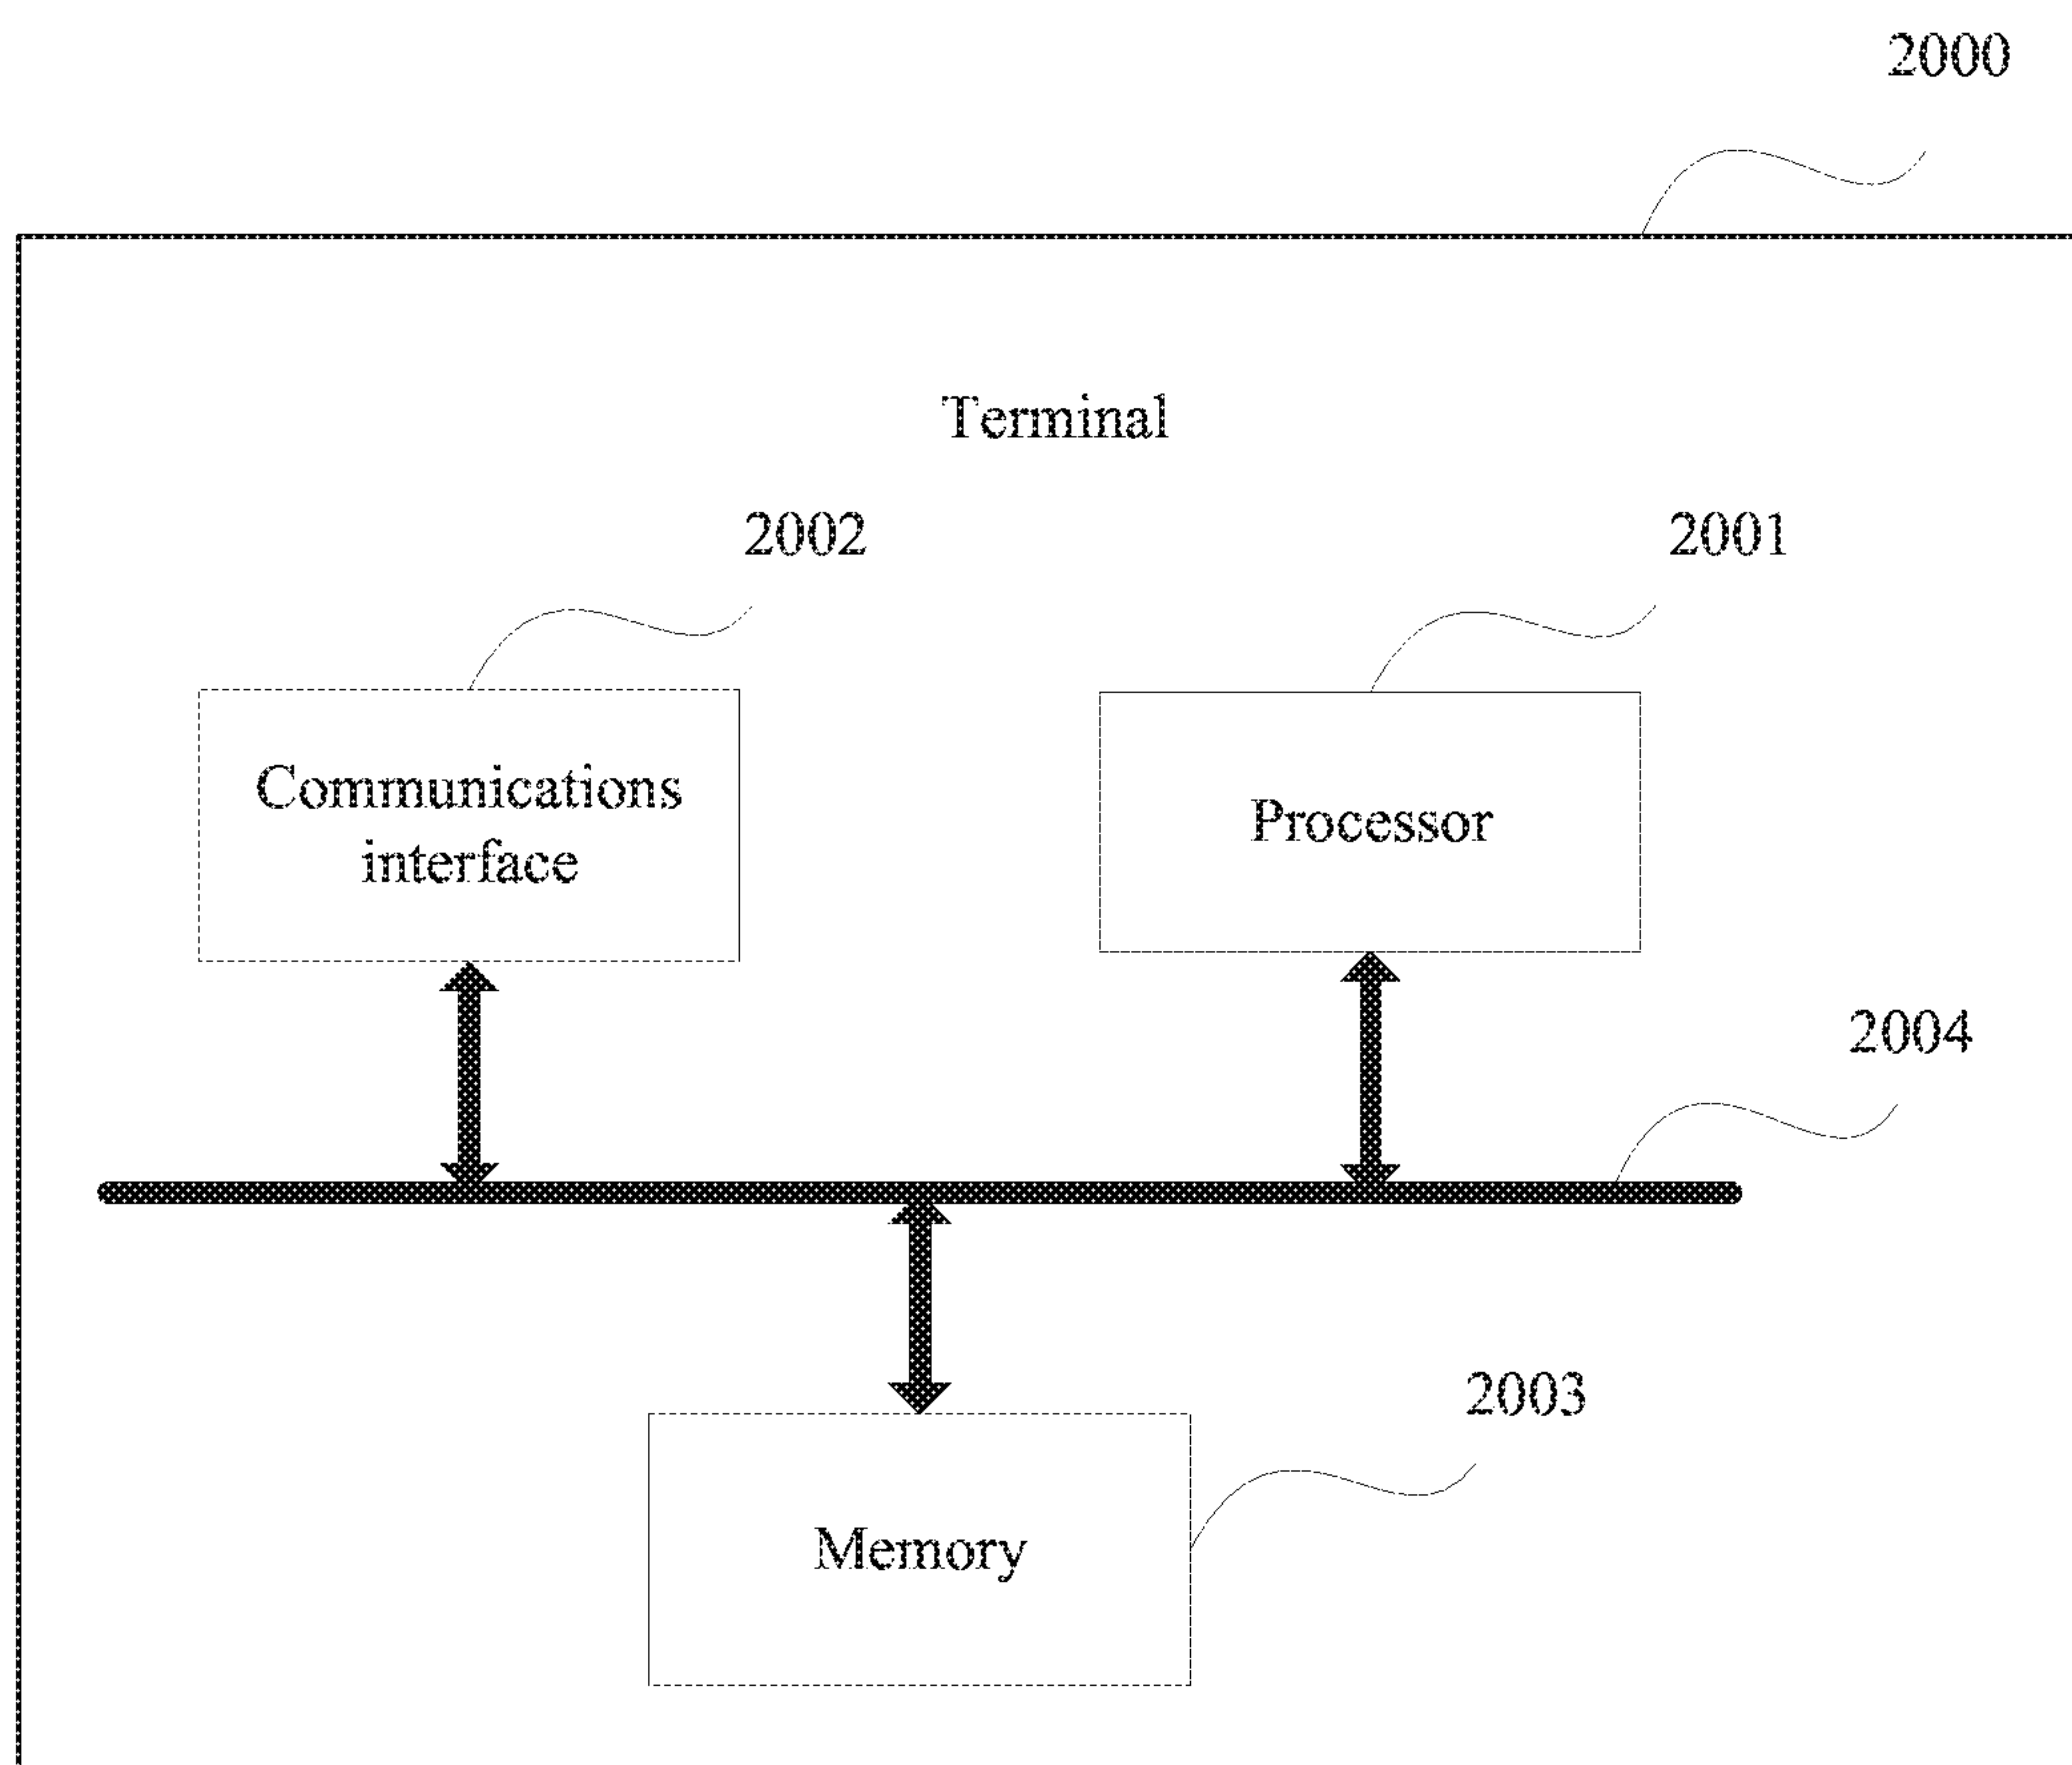 2000
Terminal
2002
2001
Communications
interface
Processor
2004
2003
Memory